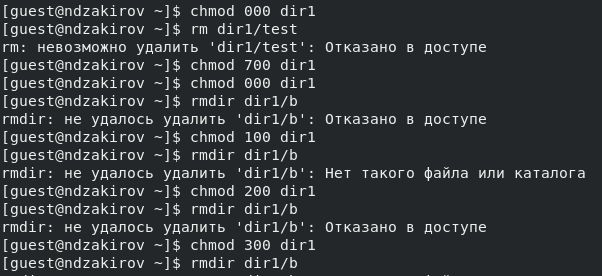 [guest@ndzakirov ~]$ chmod 000 dir1
[guest@ndzakirov ~]$ rm dir1/test
rm: невозможно удалить 'dir1/test': Отказано в доступе
[guest@ndzakirov ~]$ chmod 700 dir1
[guest@ndzakirov ~]$ chmod 000 dir1
[guest@ndzakirov ~]$ rmdir dir1/b
rmdir: не удалось удалить 'dir1/b': Отказано в доступе
[guest@ndzakirov ~]$ chmod 100 dir1
[guest@ndzakirov ~]$ rmdir dir1/b
rmdir: не удалось удалить 'dir1/b': Нет такого файла или каталога
[guest@ndzakirov ~]$ chmod 200 dir1
[guest@ndzakirov ~]$ rmdir dir1/b
rmdir: не удалось удалить 'dir1/b': Отказано в доступе
[guest@ndzakirov ~]$ chmod 300 dir1
[guest@ndzakirov ~]$ rmdir dir1/b